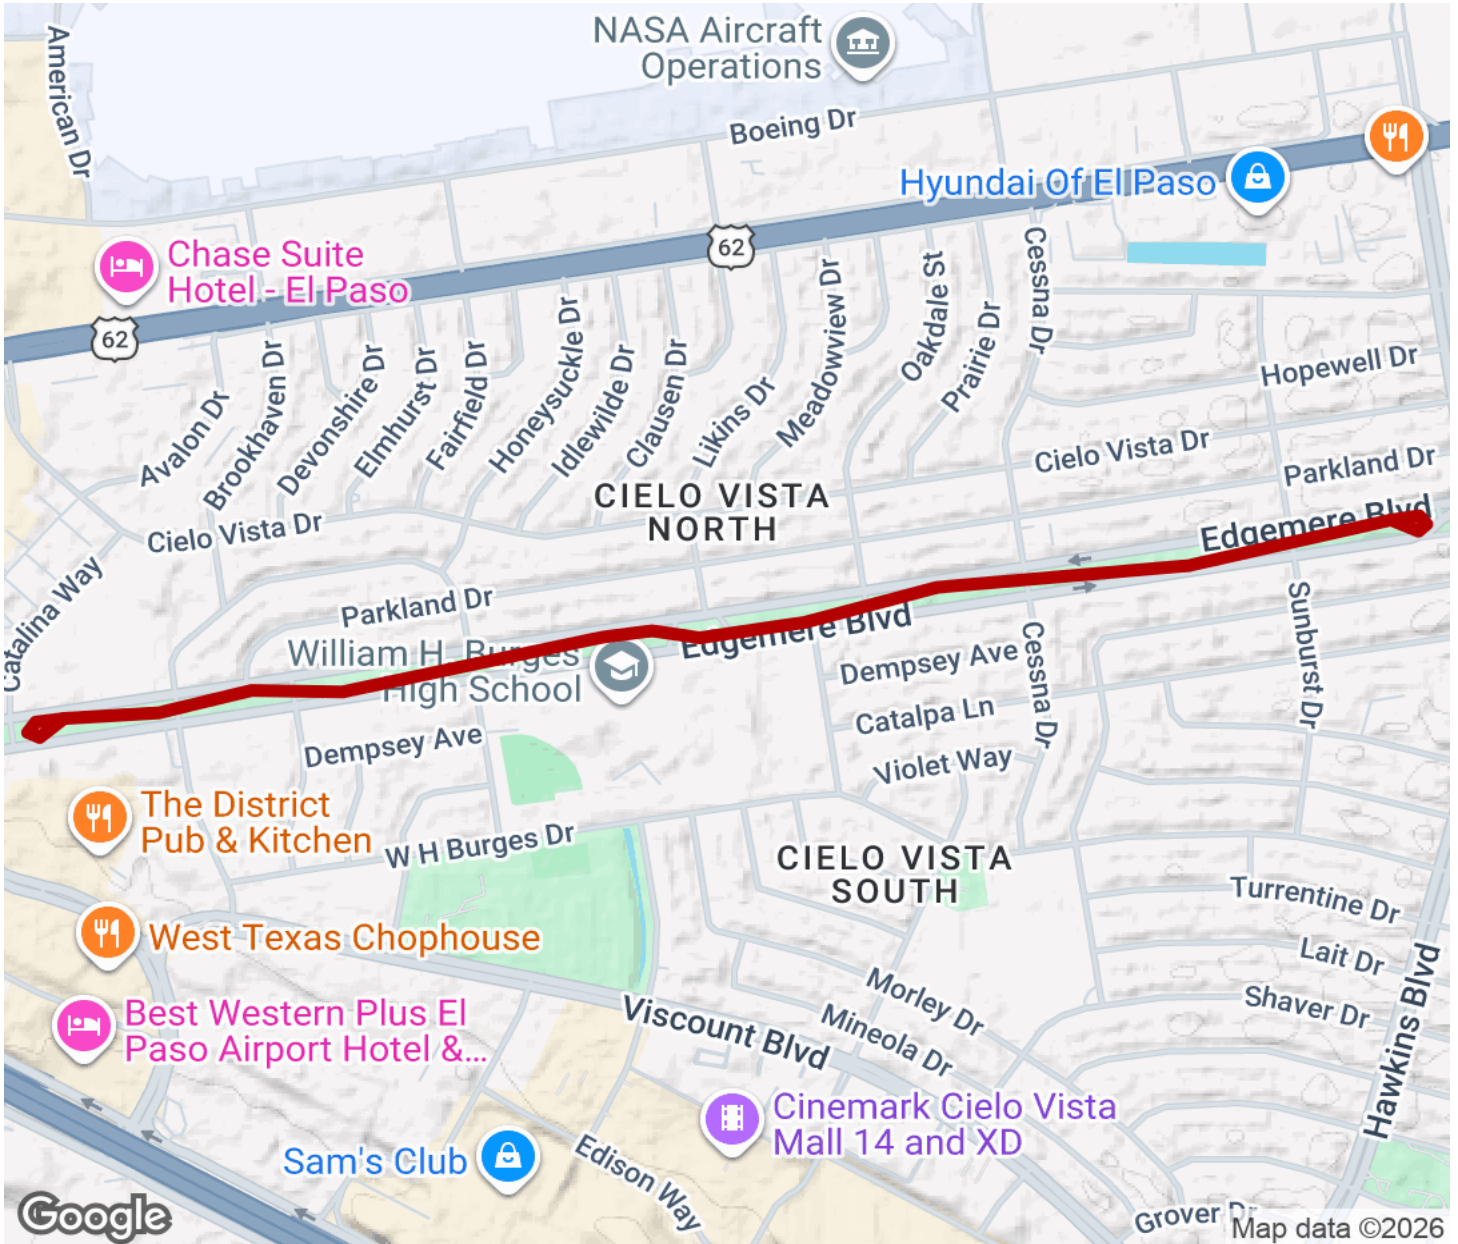 American Dr
NASA Aircraft
Operations
Boeing Dr
Hyundai Of El Paso
62
Chase Suite
Hotel - El Paso
62
Cessna Dr
Avalon Dr
Brookhaven Dr
Devonshire Dr
Elmhurst Dr
Fairfield Dr
Honeysuckle Dr
Idlewilde Dr
Clausen Dr
Likins Dr
Meadowview Dr
Oakdale St
Prairie Dr
Hopewell Dr
Cielo Vista Dr
Parkland Dr
CIELO VISTA
NORTH
Cielo Vista Dr
Edgemere Blvd
Catalina Way
Parkland Dr
William H. Burges
High School
Edgemere Blvd
Dempsey Ave
Cessna Dr
Sunburst Dr
Catalpa Ln
Dempsey Ave
Violet Way
The District
Pub & Kitchen
W H Burges Dr
CIELO VISTA
SOUTH
Turrentine Dr
West Texas Chophouse
Lait Dr
Shaver Dr
Hawkins Blvd
Best Western Plus El
Paso Airport Hotel &...
Viscount Blvd
Morley Dr
Mineola Dr
Cinemark Cielo Vista
Mall 14 and XD
Sam's Club
Edison Way
Google
Grover Dr
Map data ©2026